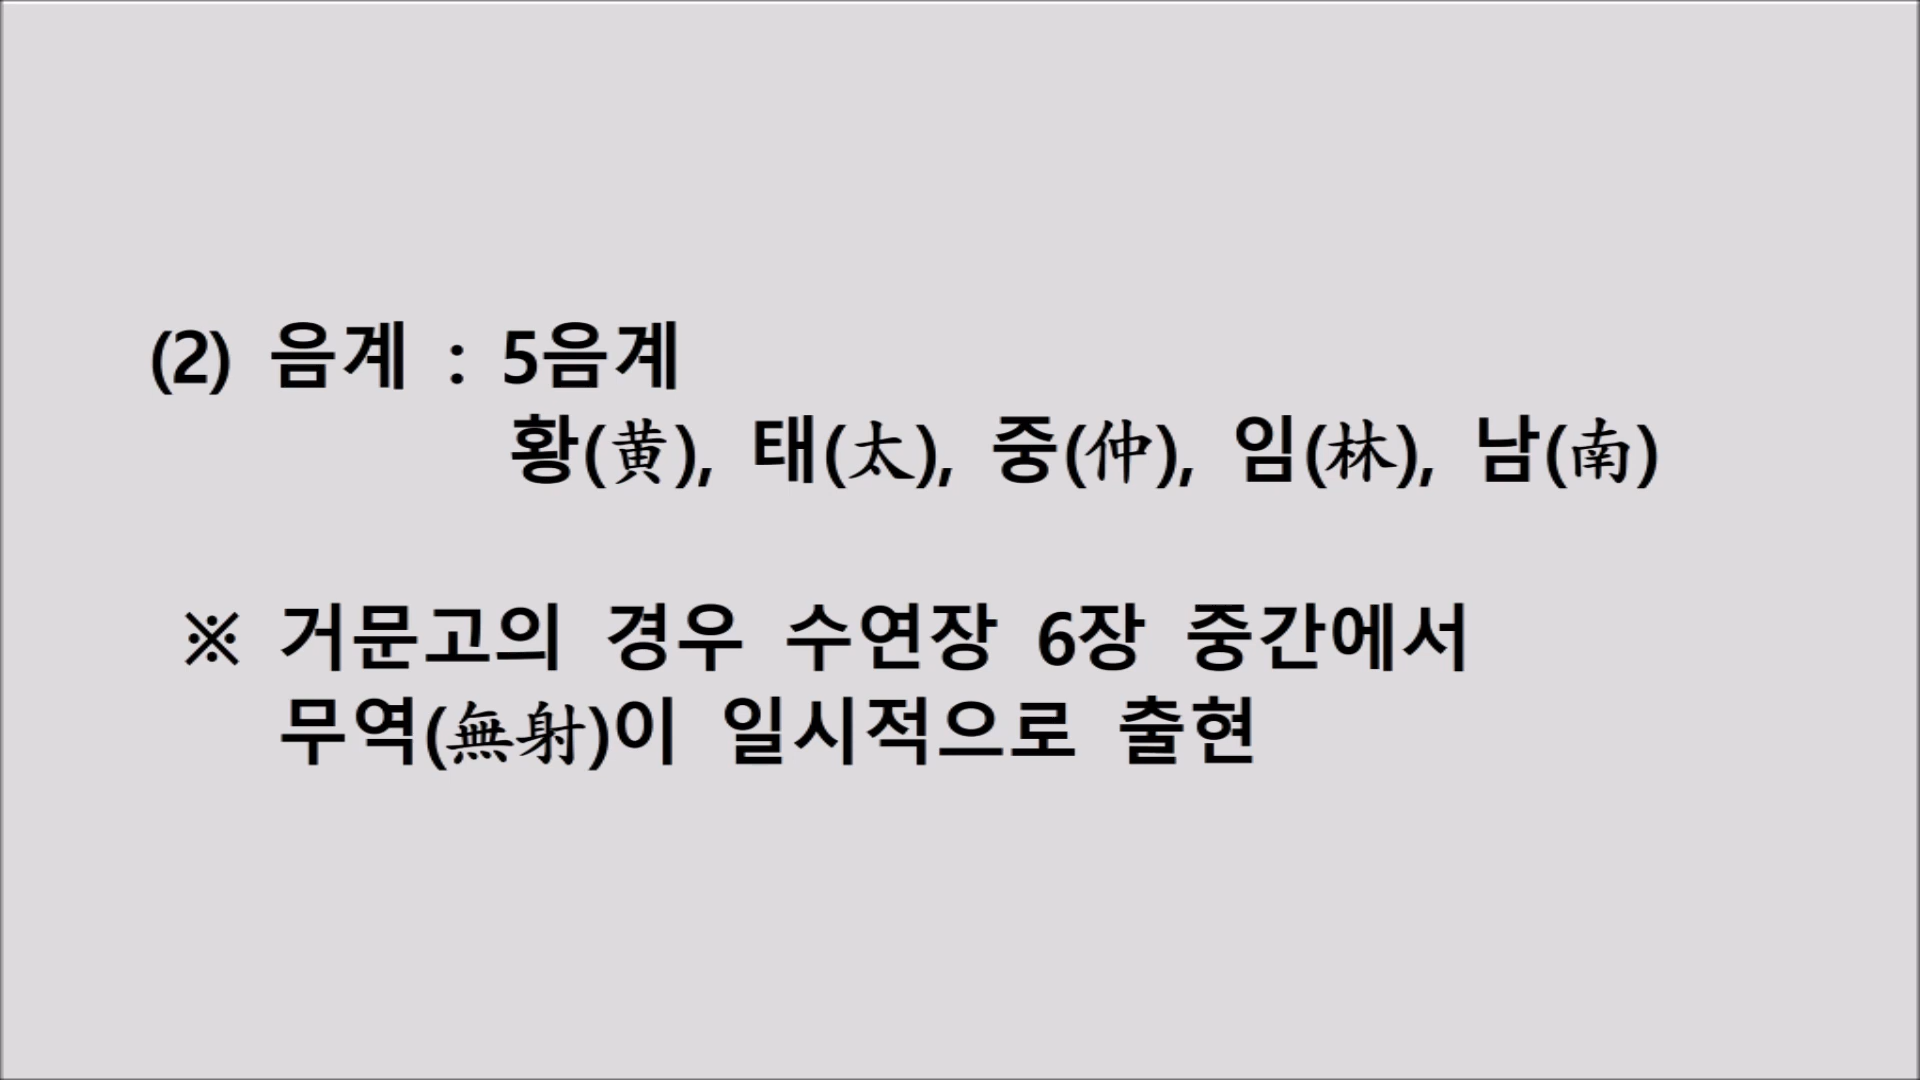 (2) 음계 : 5음계
황(黄), 태(太), 중(仲), 임(林), 남(南)
※ 거문고의 경우 수연장 6장 중간에서
무역(無射)이 일시적으로 출현